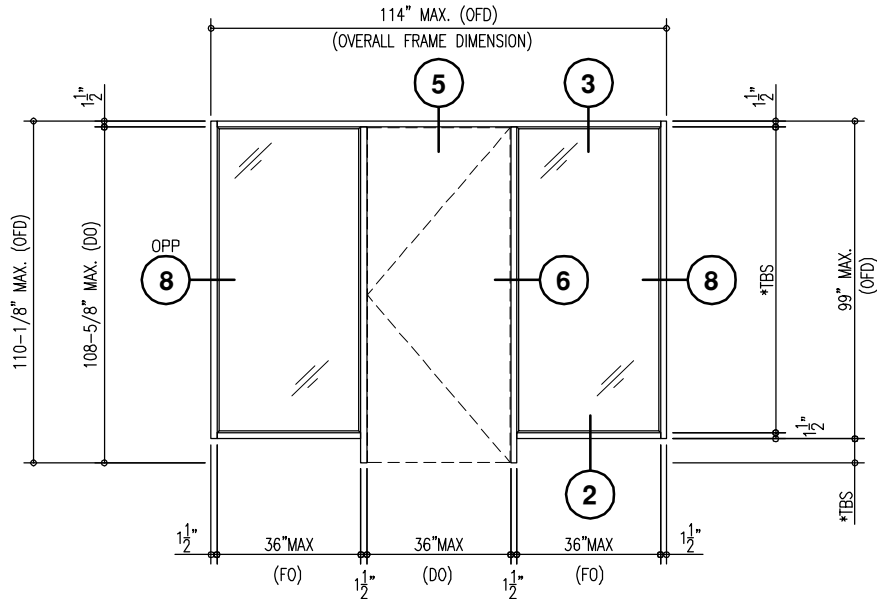 114" MAX. (OFD)
(OVERALL FRAME DIMENSION)
5
3
1½"
1½"
110-1/8" MAX. (OFD)
108-5/8" MAX. (DO)
OPP
8
6
8
*TBS
99" MAX.
(OFD)
1½"
2
*TBS
1½"
36"MAX
(FO)
1½"
36"MAX
(DO)
1½"
36"MAX
(FO)
1½"